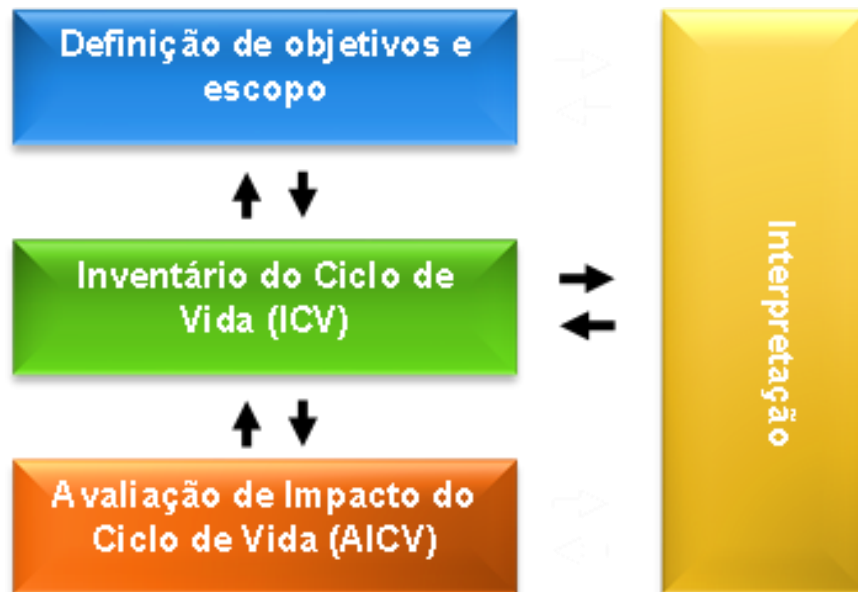 Definição de objetivos e
escopo
Inventário do Ciclo de
Vida (ICV)
Avaliação de Impacto do
Ciclo de Vida (AICV)
Interpretação